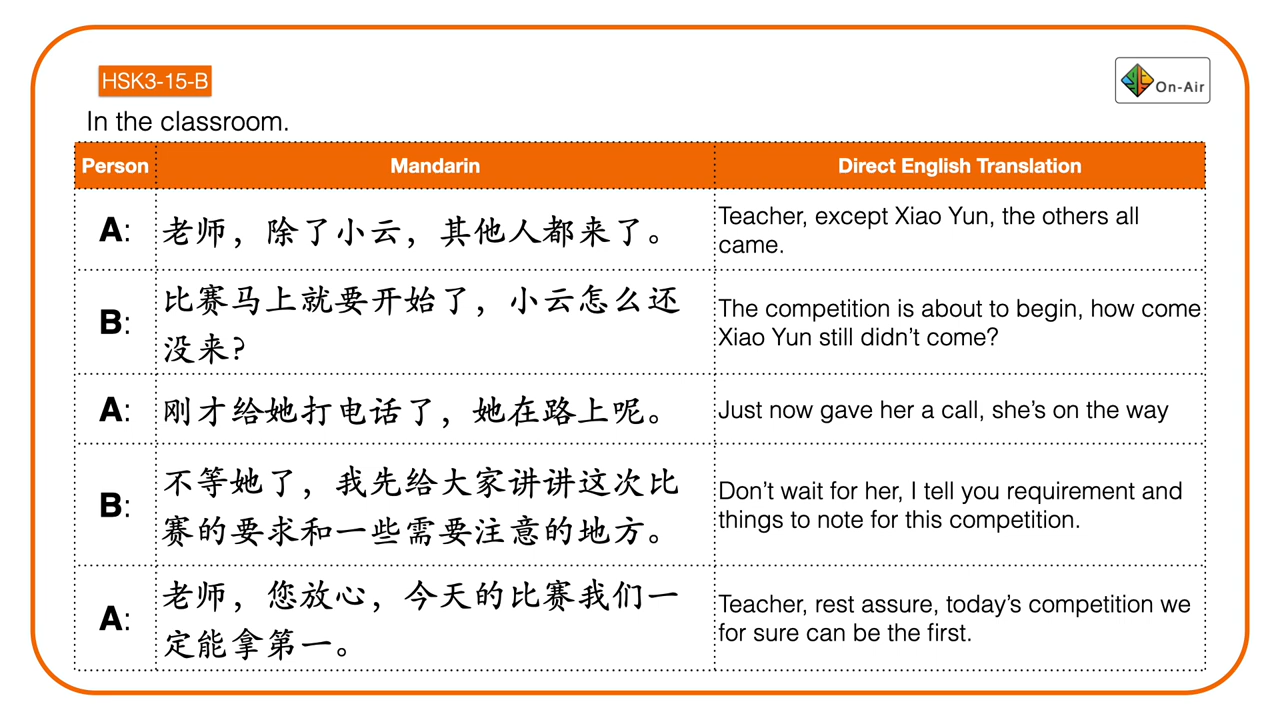 HSK3-15-B
On-Air
In the classroom.
Person Mandarin Direct English Translation
A: 老师，除了小云，其他人都来了。
Teacher, except Xiao Yun, the others all
came.
B: 比赛马上就要开始了，小云怎么还
没来？
The competition is about to begin, how come
Xiao Yun still didn't come?
A: 刚才给她打电话了，她在路上呢。
Just now gave her a call, she's on the way
B: 不等她了，我先给大家讲讲这次比
赛的要求和一些需要注意的地方。
Don't wait for her, I tell you requirement and
things to note for this competition.
A: 老师，您放心，今天的比赛我们一
定能拿第一。
Teacher, rest assure, today's competition we
for sure can be the first.